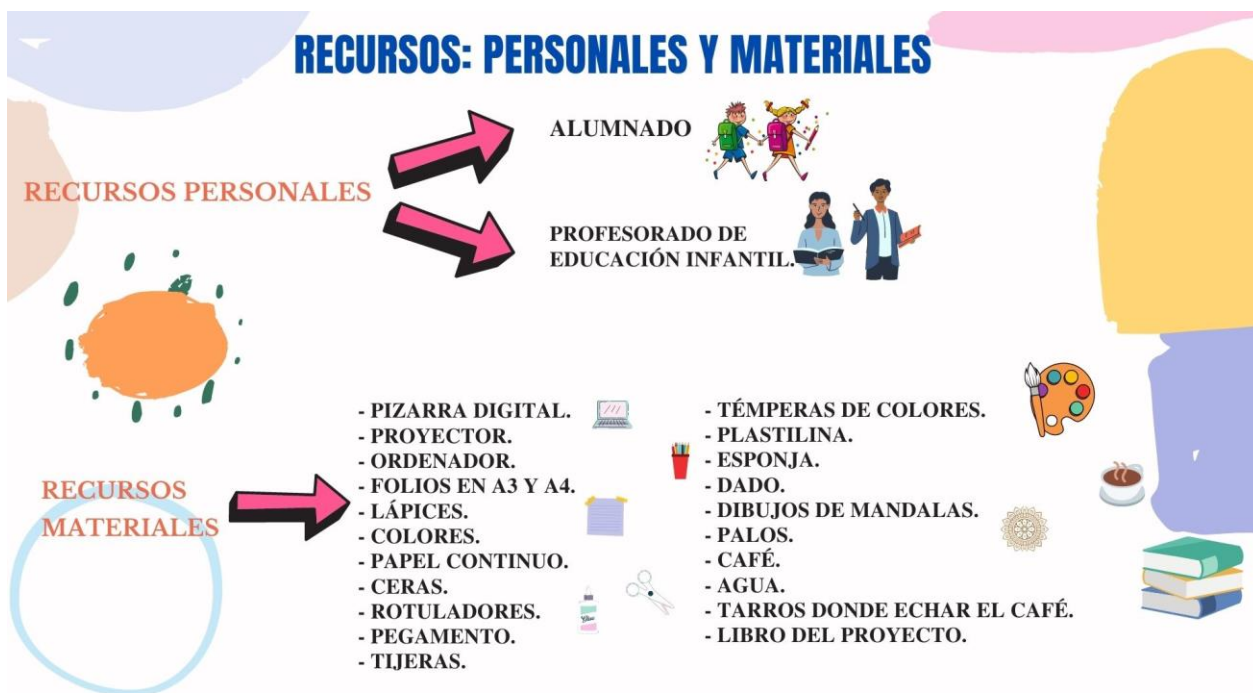 RECURSOS: PERSONALES Y MATERIALES
RECURSOS PERSONALES
ALUMNADO
PROFESORADO DE
EDUCACIÓN INFANTIL.
RECURSOS
MATERIALES
- PIZARRA DIGITAL.
- PROYECTOR.
- ORDENADOR.
- FOLIOS EN A3 Y A4.
- LÁPICES.
- COLORES.
- PAPEL CONTINUO.
- CERAS.
- ROTULADORES.
- PEGAMENTO.
- TIJERAS.
- TÉMPERAS DE COLORES.
- PLASTILINA.
- ESPONJA.
- DADO.
- DIBUJOS DE MANDALAS.
- PALOS.
- CAFÉ.
- AGUA.
- TARROS DONDE ECHAR EL CAFÉ.
- LIBRO DEL PROYECTO.